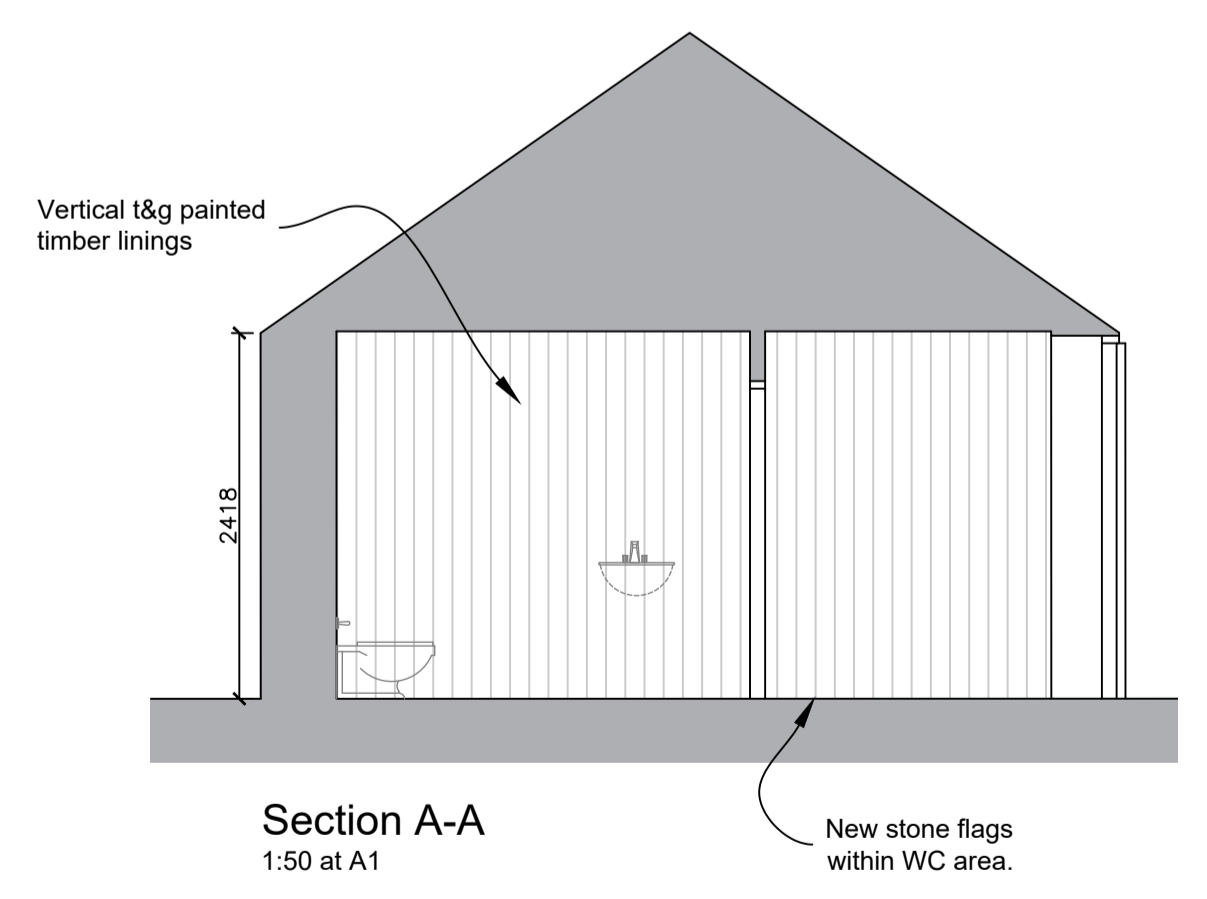 Vertical t&g painted
timber linings
2418
Section A-A
1:50 at A1
New stone flags
within WC area.